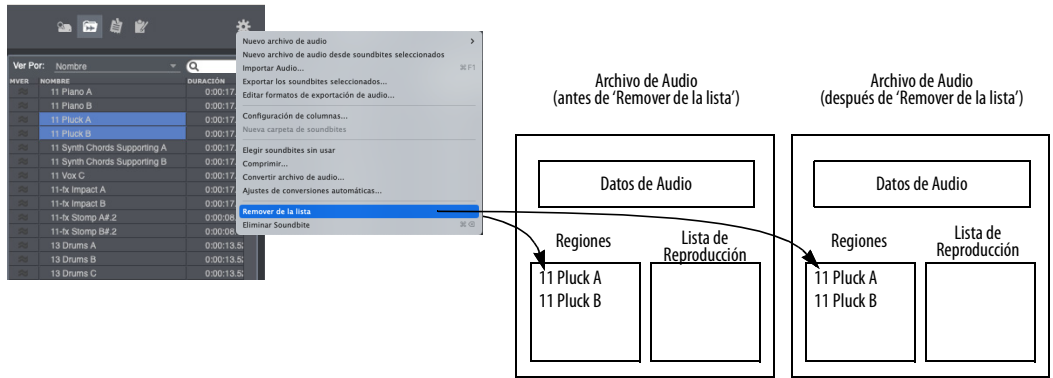 Ver Por: Nombre
MVER NOMBRE DURACIÓN
11 Piano A 0:00:17.
11 Piano B 0:00:17.
11 Pluck A 0:00:17.
11 Pluck B 0:00:17.
11 Synth Chords Supporting A 0:00:17.
11 Synth Chords Supporting B 0:00:17.
11 Vox C 0:00:17.
11-fx Impact A 0:00:17.
11-fx Impact B 0:00:17.
11-fx Stomp A#.2 0:00:08.
11-fx Stomp B#.2 0:00:08.
13 Drums A 0:00:13.5
13 Drums B 0:00:13.5
13 Drums C 0:00:13.5
Nuevo archivo de audio
Nuevo archivo de audio desde soundbites seleccionados
Importar Audio... ⌘F1
Exportar los soundbites seleccionados...
Editar formatos de exportación de audio...
Configuración de columnas...
Nueva carpeta de soundbites
Elegir soundbites sin usar
Comprimir...
Convertir archivo de audio...
Ajustes de conversiones automáticas...
Remover de la lista
Eliminar Soundbite ⌘⌫
Archivo de Audio
(antes de ‘Remover de la lista’)
Datos de Audio
Regiones
Lista de
Reproducción
11 Pluck A
11 Pluck B
Archivo de Audio
(después de ‘Remover de la lista’)
Datos de Audio
Regiones
Lista de
Reproducción
11 Pluck A
11 Pluck B